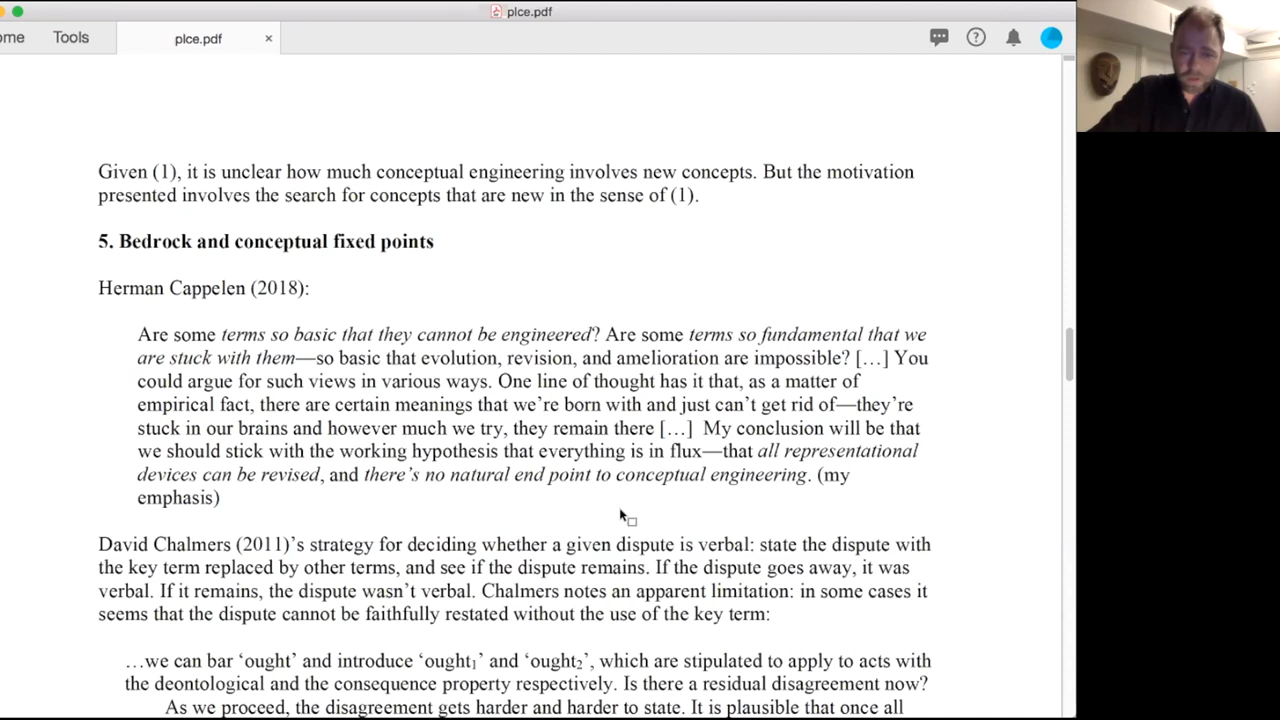 plce.pdf
ome Tools plce.pdf ×
Given (1), it is unclear how much conceptual engineering involves new concepts. But the motivation
presented involves the search for concepts that are new in the sense of (1).
5. Bedrock and conceptual fixed points
Herman Cappelen (2018):
Are some terms so basic that they cannot be engineered? Are some terms so fundamental that we
are stuck with them—so basic that evolution, revision, and amelioration are impossible? […] You
could argue for such views in various ways. One line of thought has it that, as a matter of
empirical fact, there are certain meanings that we’re born with and just can’t get rid of—they’re
stuck in our brains and however much we try, they remain there […] My conclusion will be that
we should stick with the working hypothesis that everything is in flux—that all representational
devices can be revised, and there’s no natural end point to conceptual engineering. (my
emphasis)
David Chalmers (2011)’s strategy for deciding whether a given dispute is verbal: state the dispute with
the key term replaced by other terms, and see if the dispute remains. If the dispute goes away, it was
verbal. If it remains, the dispute wasn’t verbal. Chalmers notes an apparent limitation: in some cases it
seems that the dispute cannot be faithfully restated without the use of the key term:
…we can bar ‘ought’ and introduce ‘ought₁’ and ‘ought₂’, which are stipulated to apply to acts with
the deontological and the consequence property respectively. Is there a residual disagreement now?
As we proceed, the disagreement gets harder and harder to state. It is plausible that once all